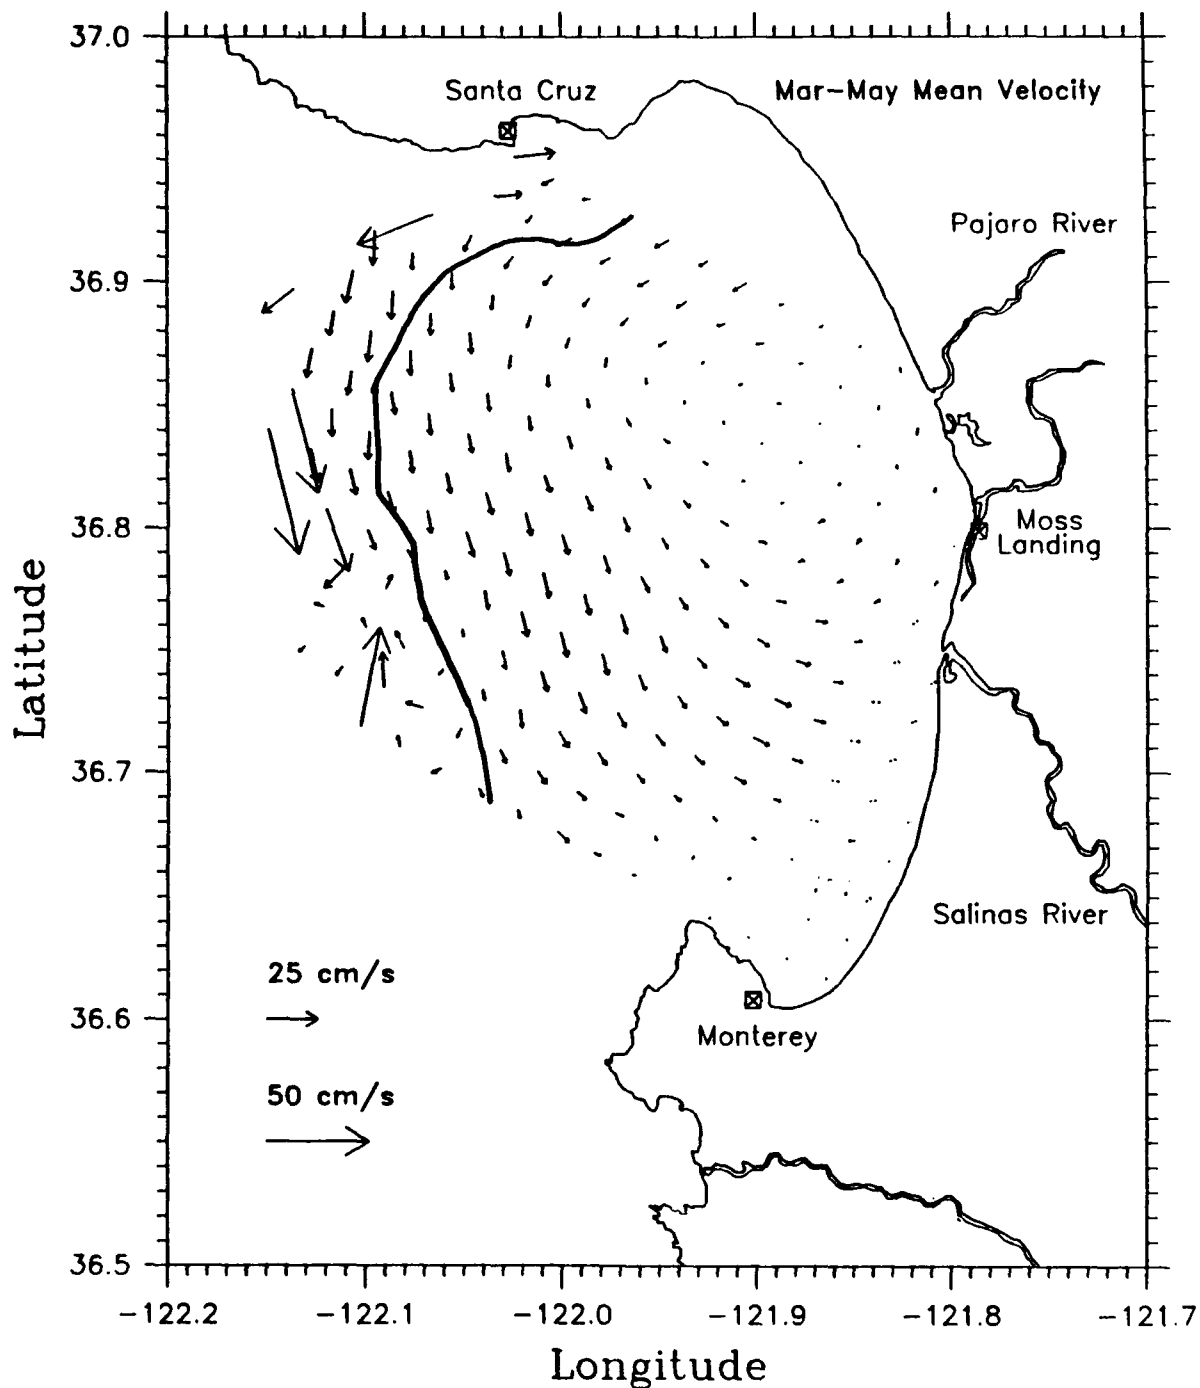 37.0
Santa Cruz
Mar-May Mean Velocity
Pajaro River
36.9
36.8
Moss
Landing
Latitude
36.7
Salinas River
25 cm/s
36.6
Monterey
50 cm/s
36.5
-122.2
-122.1
-122.0
-121.9
-121.8
-121.7
Longitude